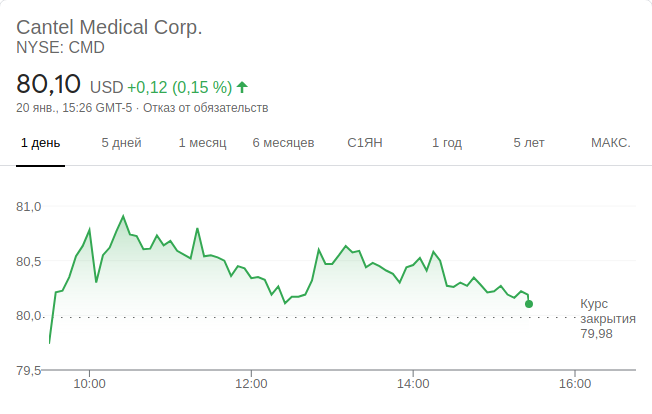 Cantel Medical Corp.
NYSE: CMD
80,10 USD +0,12 (0,15 %)
20 янв., 15:26 GMT-5 · Отказ от обязательств
1 день 5 дней 1 месяц 6 месяцев С1ЯН 1 год 5 лет МАКС.
81,0
80,5
80,0
79,5
Курс
закрытия
79,98
10:00 12:00 14:00 16:00